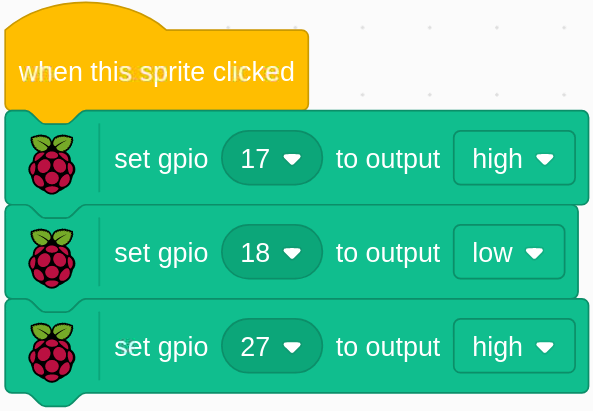 when this sprite clicked
set gpio 17 to output high
set gpio 18 to output low
set gpio 27 to output high